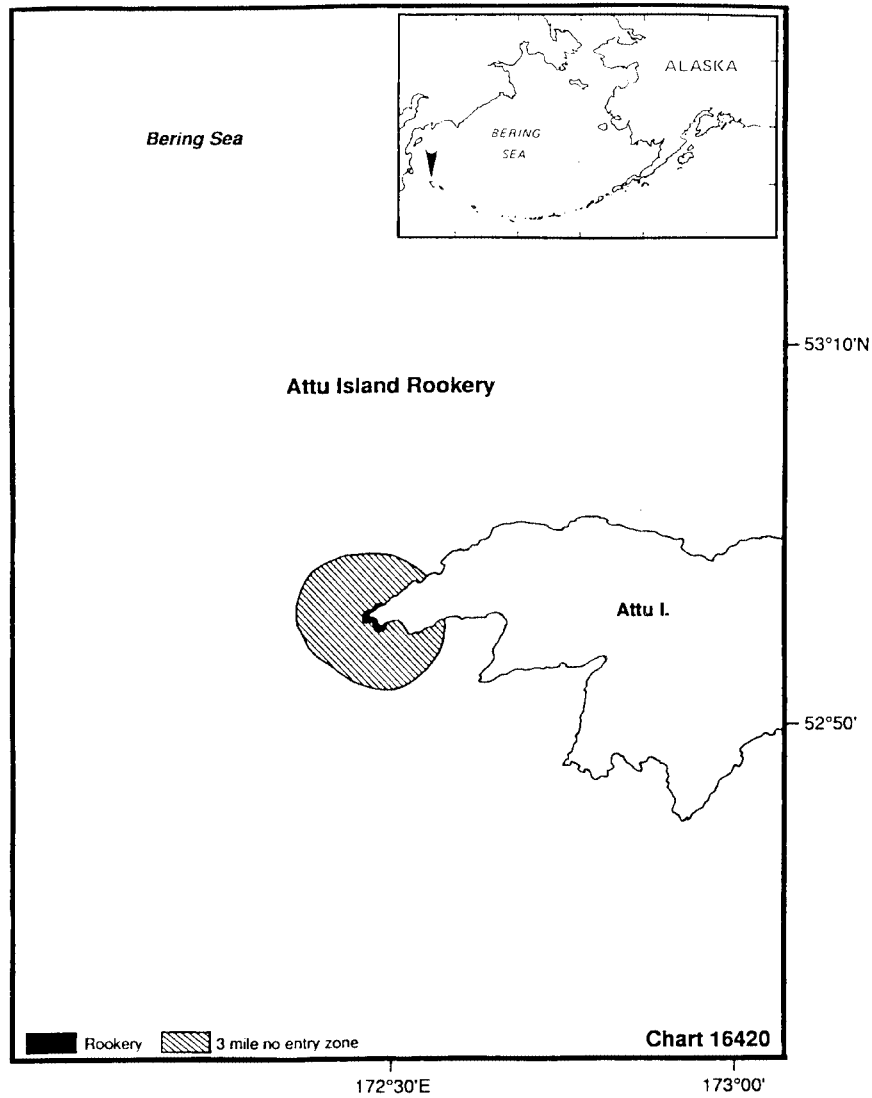 ALASKA
Bering Sea
BERING
SEA
53°10'N
Attu Island Rookery
Attu I.
52°50'
Rookery
3 mile no entry zone
Chart 16420
172°30'E
173°00'